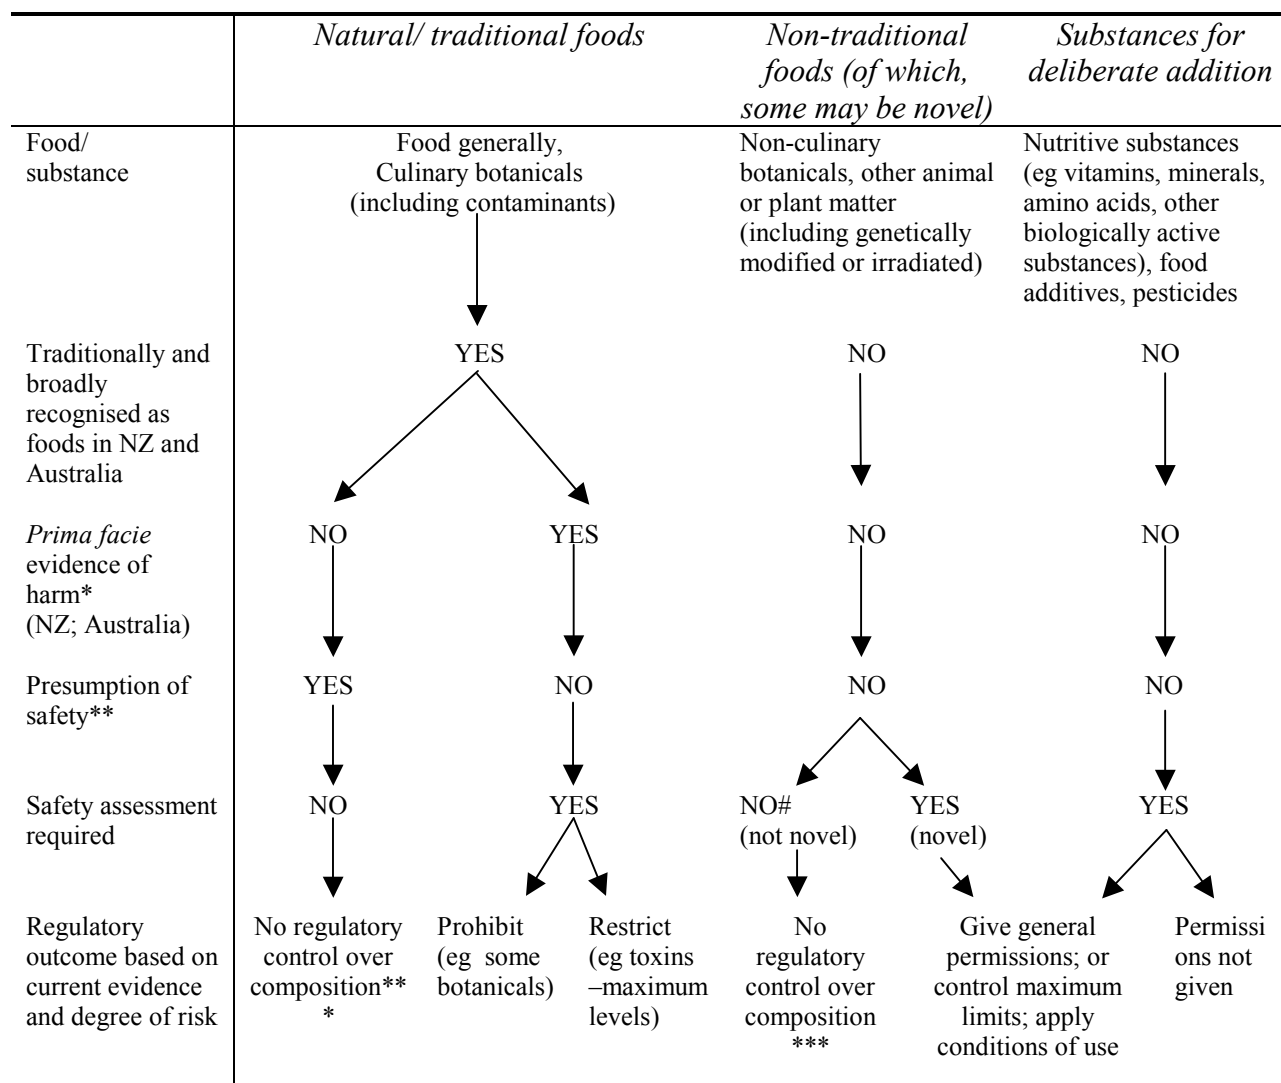 Natural/ traditional foods
Non-traditional
foods (of which,
some may be novel)
Substances for
deliberate addition
Food/
substance
Food generally,
Culinary botanicals
(including contaminants)
Non-culinary
botanicals, other animal
or plant matter
(including genetically
modified or irradiated)
Nutritive substances
(eg vitamins, minerals,
amino acids, other
biologically active
substances), food
additives, pesticides
Traditionally and
broadly
recognised as
foods in NZ and
Australia
YES
NO
NO
Prima facie
evidence of
harm*
(NZ; Australia)
NO
YES
NO
NO
Presumption of
safety**
YES
NO
NO
NO
Safety assessment
required
NO
YES
NO#
(not novel)
YES
(novel)
YES
Regulatory
outcome based on
current evidence
and degree of risk
No regulatory
control over
composition**
*
Prohibit
(eg some
botanicals)
Restrict
(eg toxins
–maximum
levels)
No
regulatory
control over
composition
***
Give general
permissions; or
control maximum
limits; apply
conditions of use
Permissi
ons not
given